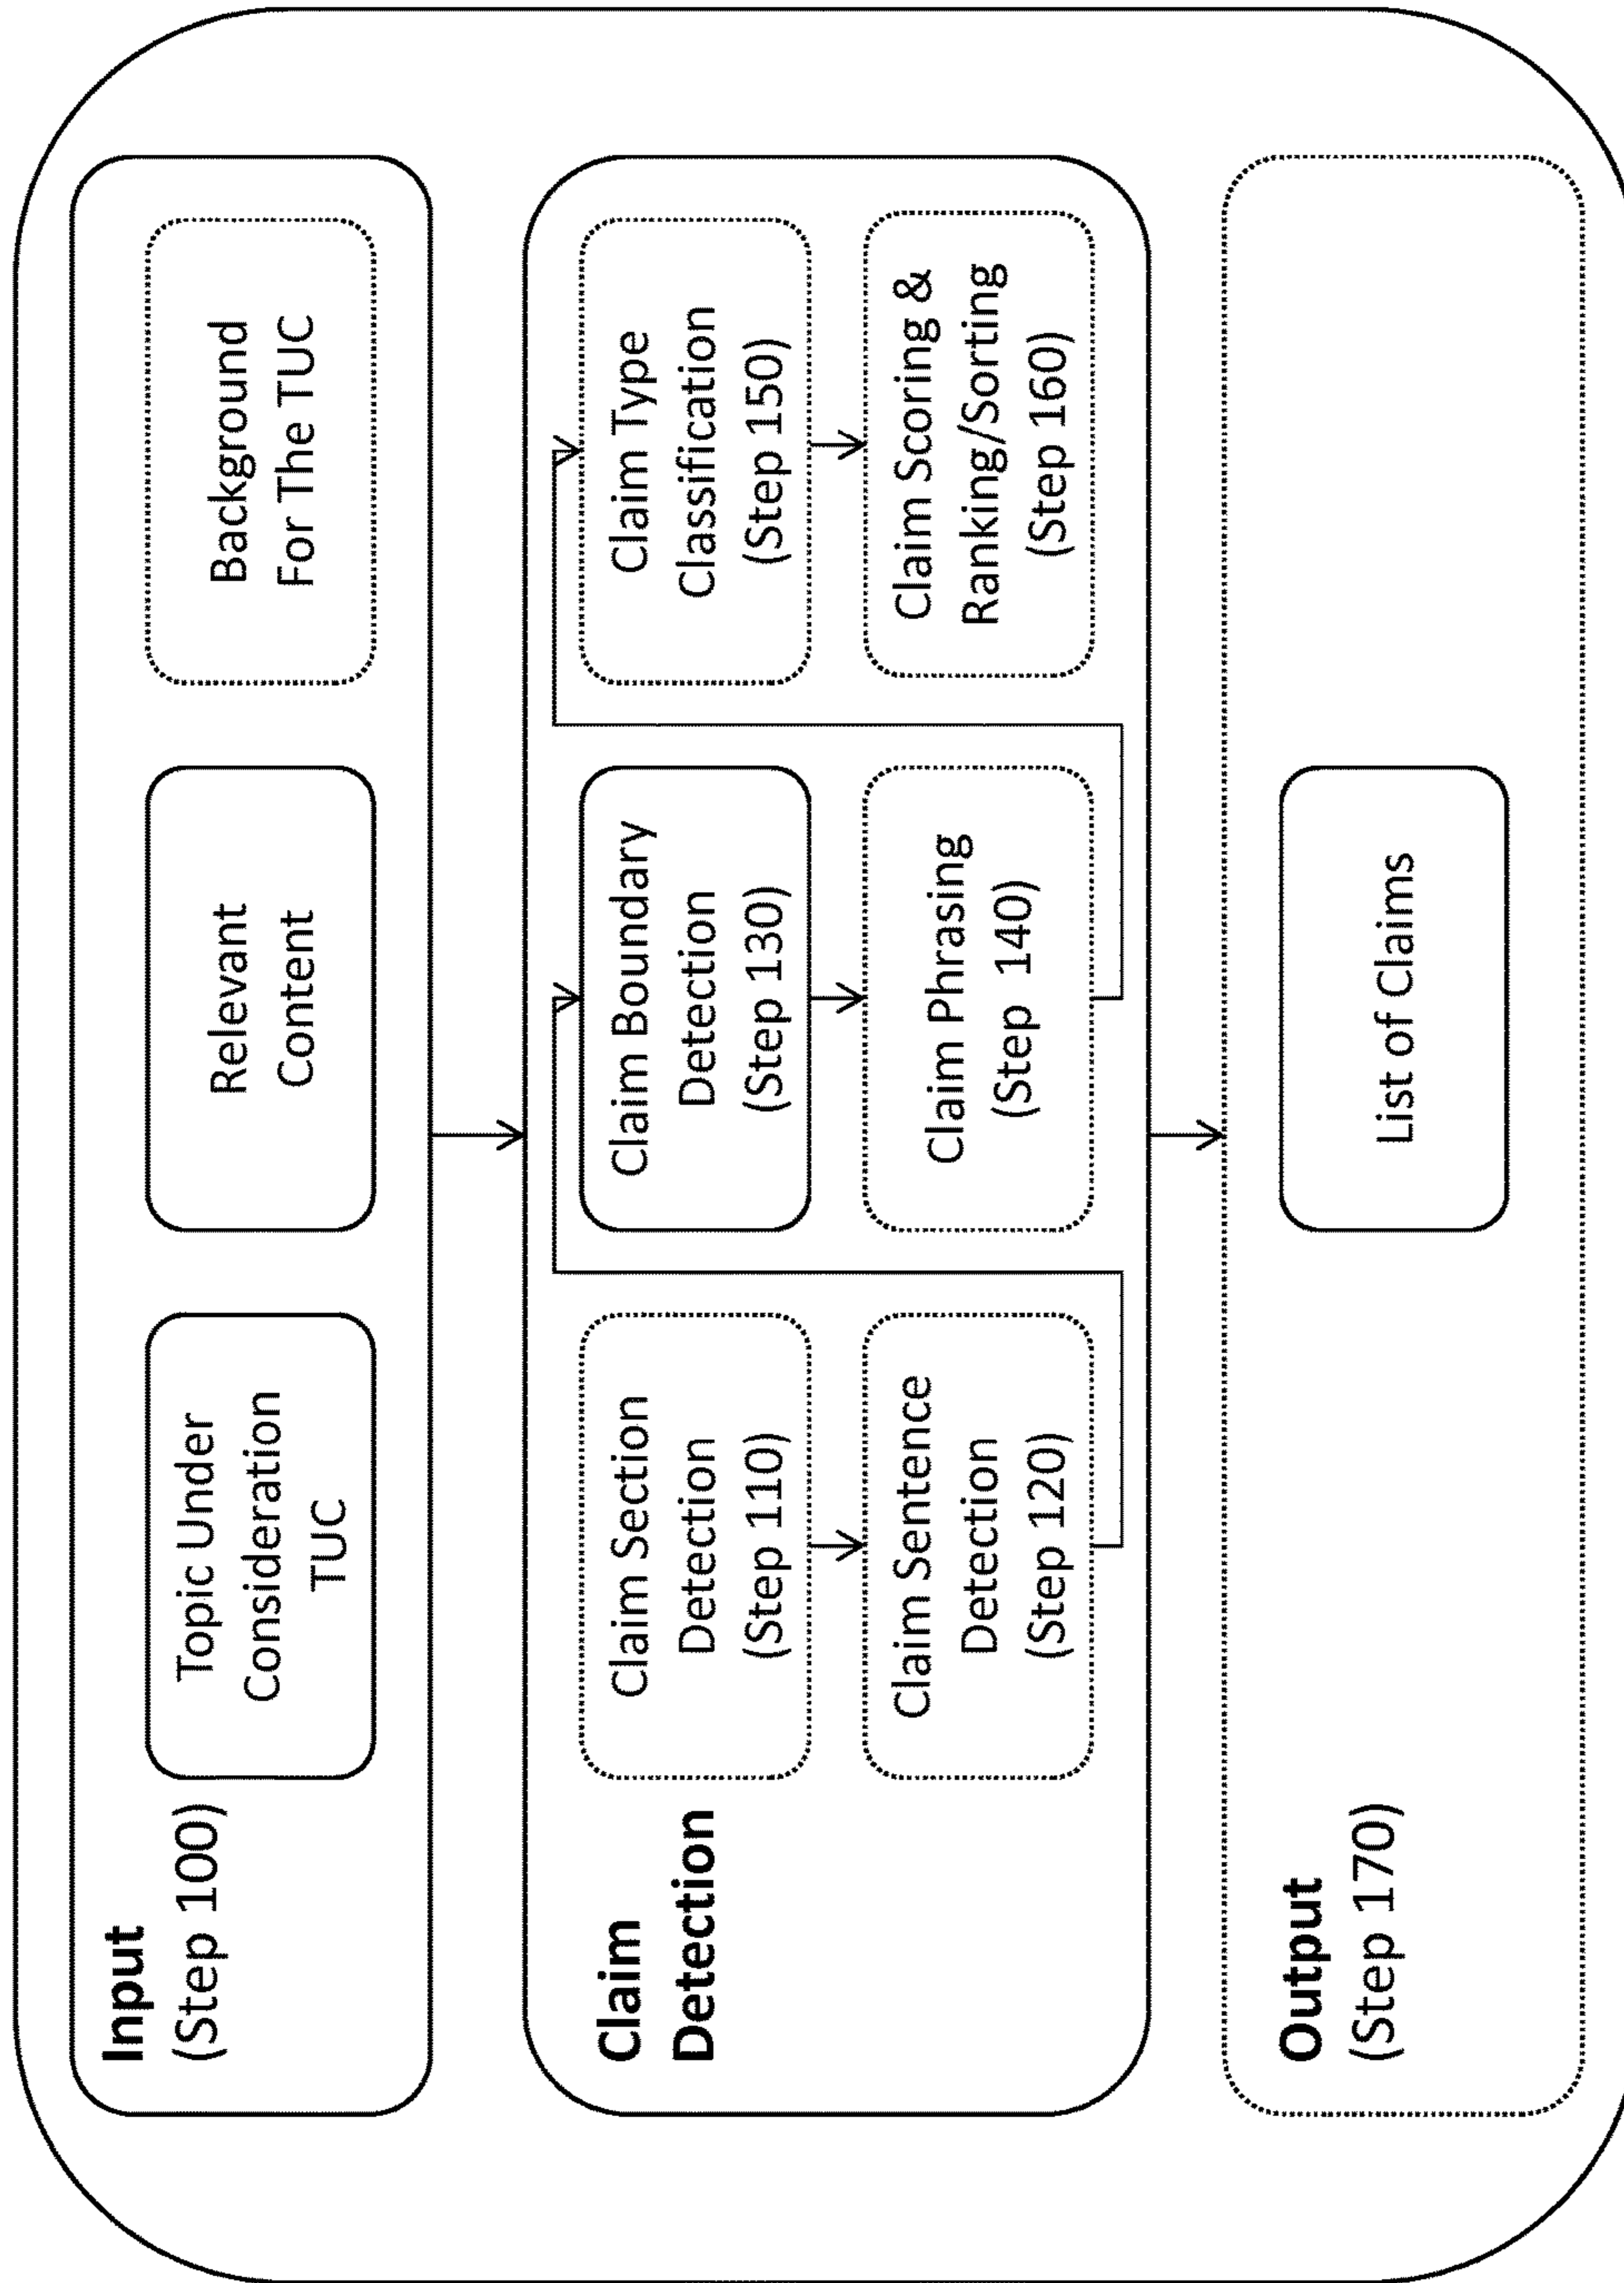 Input
(Step 100)
Topic Under
Consideration
TUC
Relevant
Content
Background
For The TUC
Claim
Detection
Claim Section
Detection
(Step 110)
Claim Sentence
Detection
(Step 120)
Claim Boundary
Detection
(Step 130)
Claim Phrasing
(Step 140)
Claim Type
Classification
(Step 150)
Claim Scoring &
Ranking/Sorting
(Step 160)
Output
(Step 170)
List of Claims